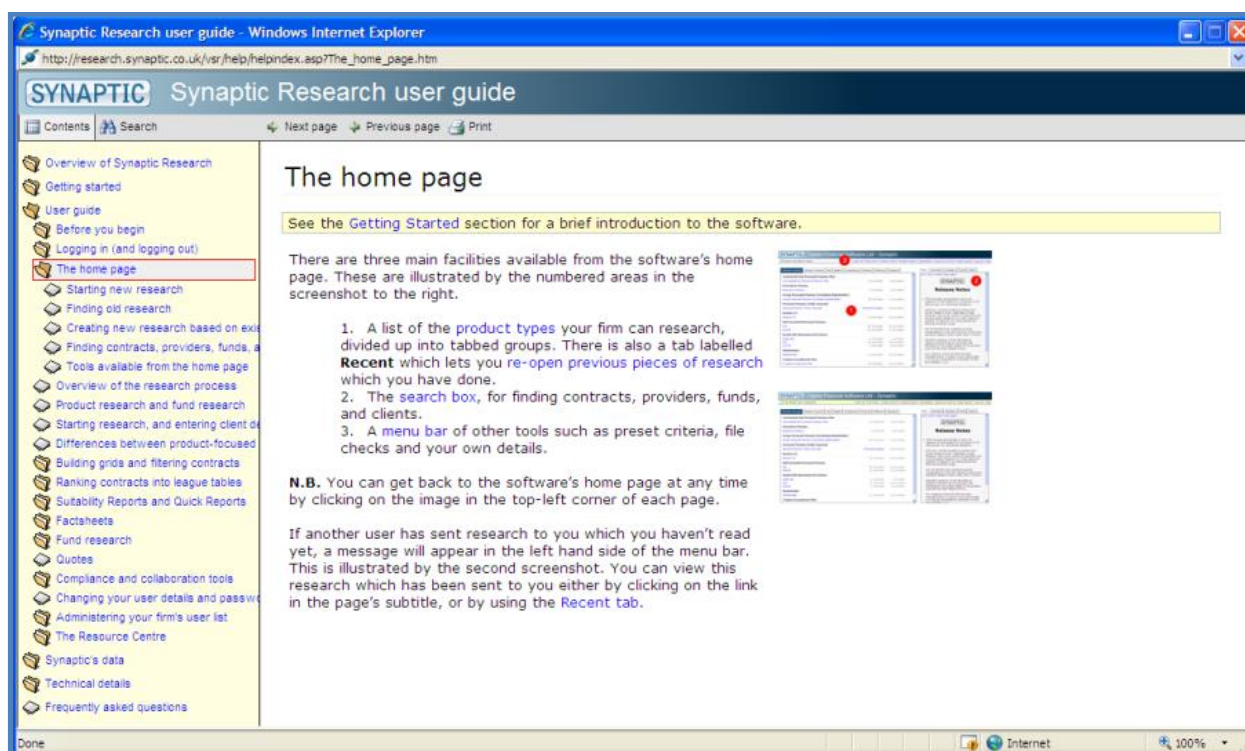 Synaptic Research user guide - Windows Internet Explorer
http://research.synaptic.co.uk/vsr/help/helpindex.asp?The_home_page.htm
SYNAPTIC Synaptic Research user guide
Contents Search Next page Previous page Print
Overview of Synaptic Research
Getting started
User guide
Before you begin
Logging in (and logging out)
The home page
Starting new research
Finding old research
Creating new research based on exis
Finding contracts, providers, funds, a
Tools available from the home page
Overview of the research process
Product research and fund research
Starting research, and entering client de
Differences between product-focused
Building grids and filtering contracts
Ranking contracts into league tables
Suitability Reports and Quick Reports
Factsheets
Fund research
Quotes
Compliance and collaboration tools
Changing your user details and passwo
Administering your firm's user list
The Resource Centre
Synaptic's data
Technical details
Frequently asked questions
The home page
See the Getting Started section for a brief introduction to the software.
There are three main facilities available from the software's home
page. These are illustrated by the numbered areas in the
screenshot to the right.
1. A list of the product types your firm can research,
divided up into tabbed groups. There is also a tab labelled
Recent which lets you re-open previous pieces of research
which you have done.
2. The search box, for finding contracts, providers, funds,
and clients.
3. A menu bar of other tools such as preset criteria, file
checks and your own details.
N.B. You can get back to the software's home page at any time
by clicking on the image in the top-left corner of each page.
If another user has sent research to you which you haven't read
yet, a message will appear in the left hand side of the menu bar.
This is illustrated by the second screenshot. You can view this
research which has been sent to you either by clicking on the link
in the page's subtitle, or by using the Recent tab.
SYNAPTIC
Release Notes
SYNAPTIC
Release Notes
Done Internet 100%